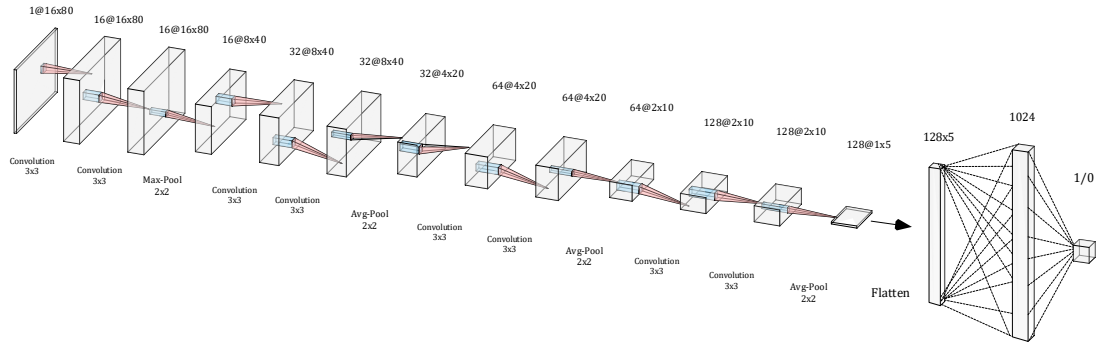 1@16x80
16@16x80
16@16x80
16@8x40
32@8x40
32@8x40
32@4x20
64@4x20
64@4x20
64@2x10
128@2x10
128@2x10
128@1x5
128x5
1024
1/0
Convolution
3x3
Convolution
3x3
Max-Pool
2x2
Convolution
3x3
Convolution
3x3
Avg-Pool
2x2
Convolution
3x3
Convolution
3x3
Avg-Pool
2x2
Convolution
3x3
Convolution
3x3
Avg-Pool
2x2
Flatten